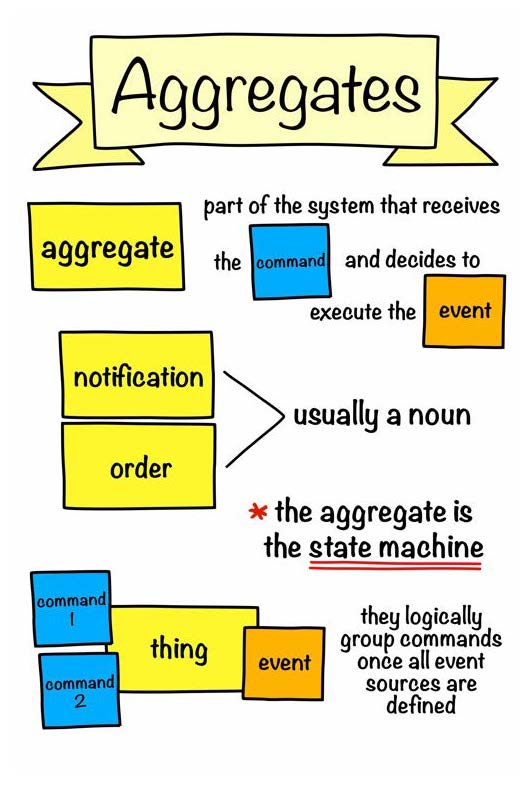 Aggregates
aggregate
part of the system that receives
the command and decides to
execute the event
notification
order
usually a noun
* the aggregate is
the state machine
command
1
command
2
thing
event
they logically
group commands
once all event
sources are
defined